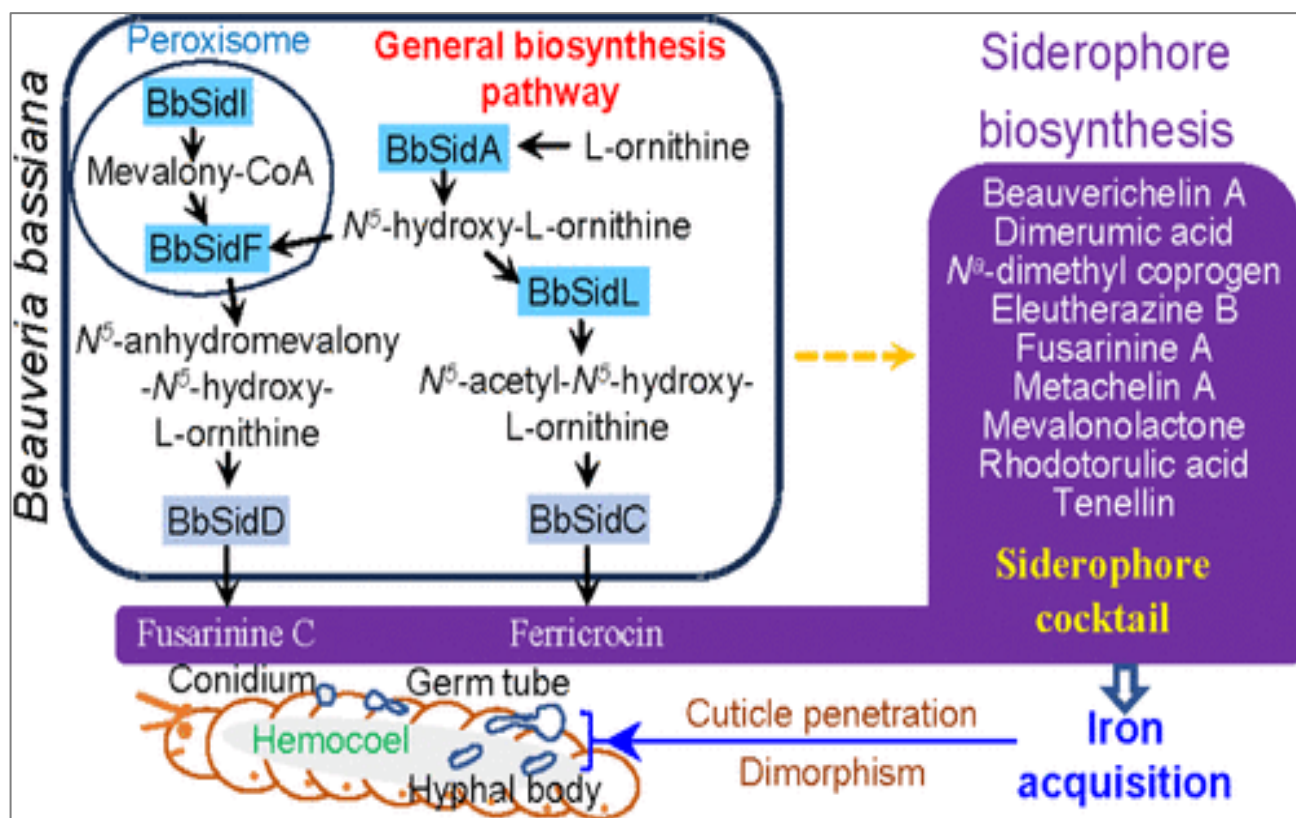 Beauveria bassiana
Peroxisome
BbSidI
Mevalony-CoA
BbSidF
N⁵-anhydromevalony
-N⁵-hydroxy-
L-ornithine
BbSidD
General biosynthesis
pathway
BbSidA
L-ornithine
N⁵-hydroxy-L-ornithine
BbSidL
N⁵-acetyl-N⁵-hydroxy-
L-ornithine
BbSidC
Siderophore
biosynthesis
Beauverichelin A
Dimerumic acid
Nᵅ-dimethyl coprogen
Eleutherazine B
Fusarinine A
Metachelin A
Mevalonolactone
Rhodotorulic acid
Tenellin
Siderophore
cocktail
Fusarinine C
Ferricrocin
Conidium
Germ tube
Hemocoel
Hyphal body
Cuticle penetration
Dimorphism
Iron
acquisition